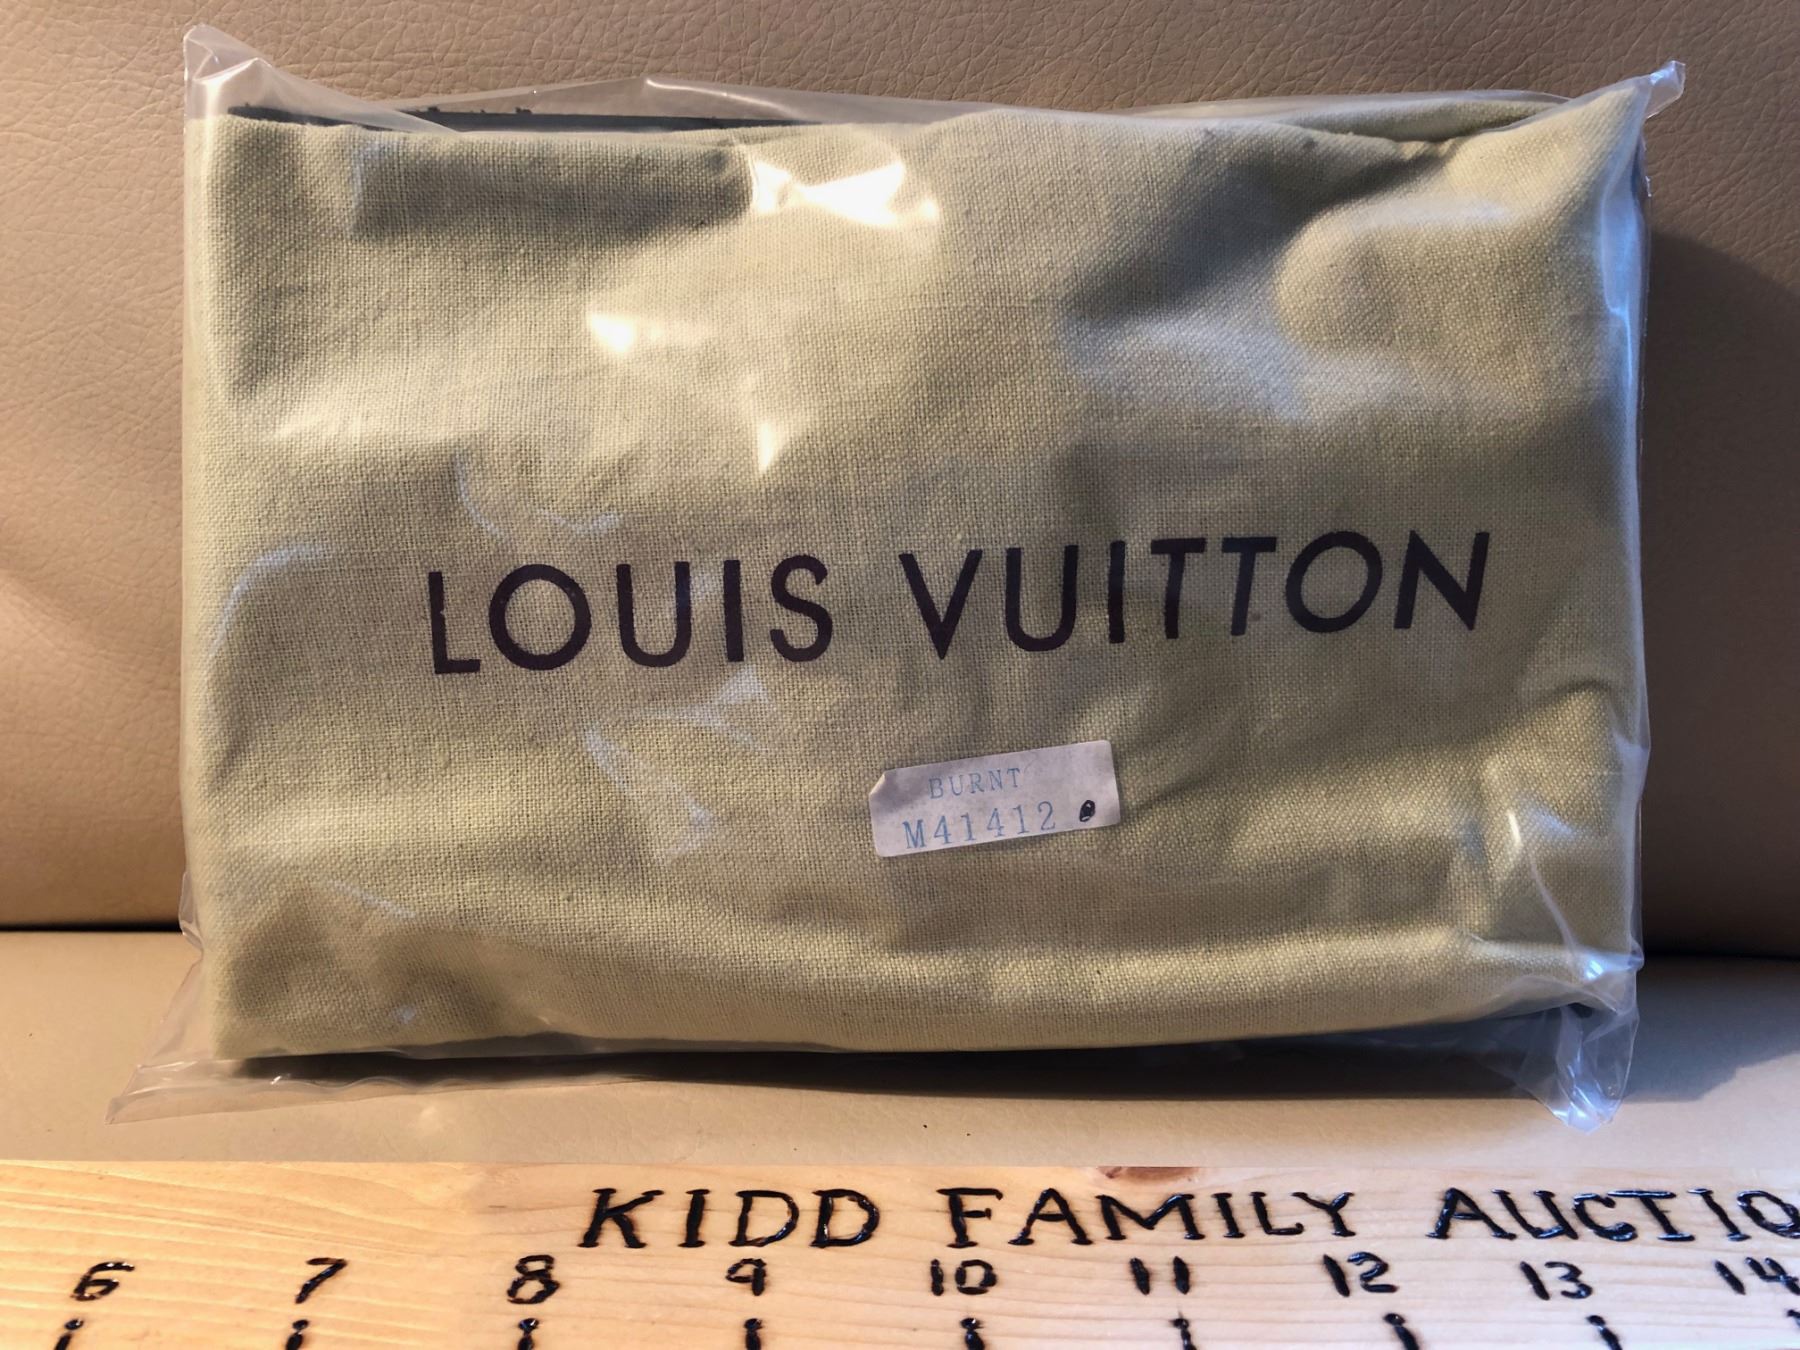 LOUIS VUITTON
BURNT
M41412
KIDD FAMILY AUCTIO
6 7 8 9 10 11 12 13 14